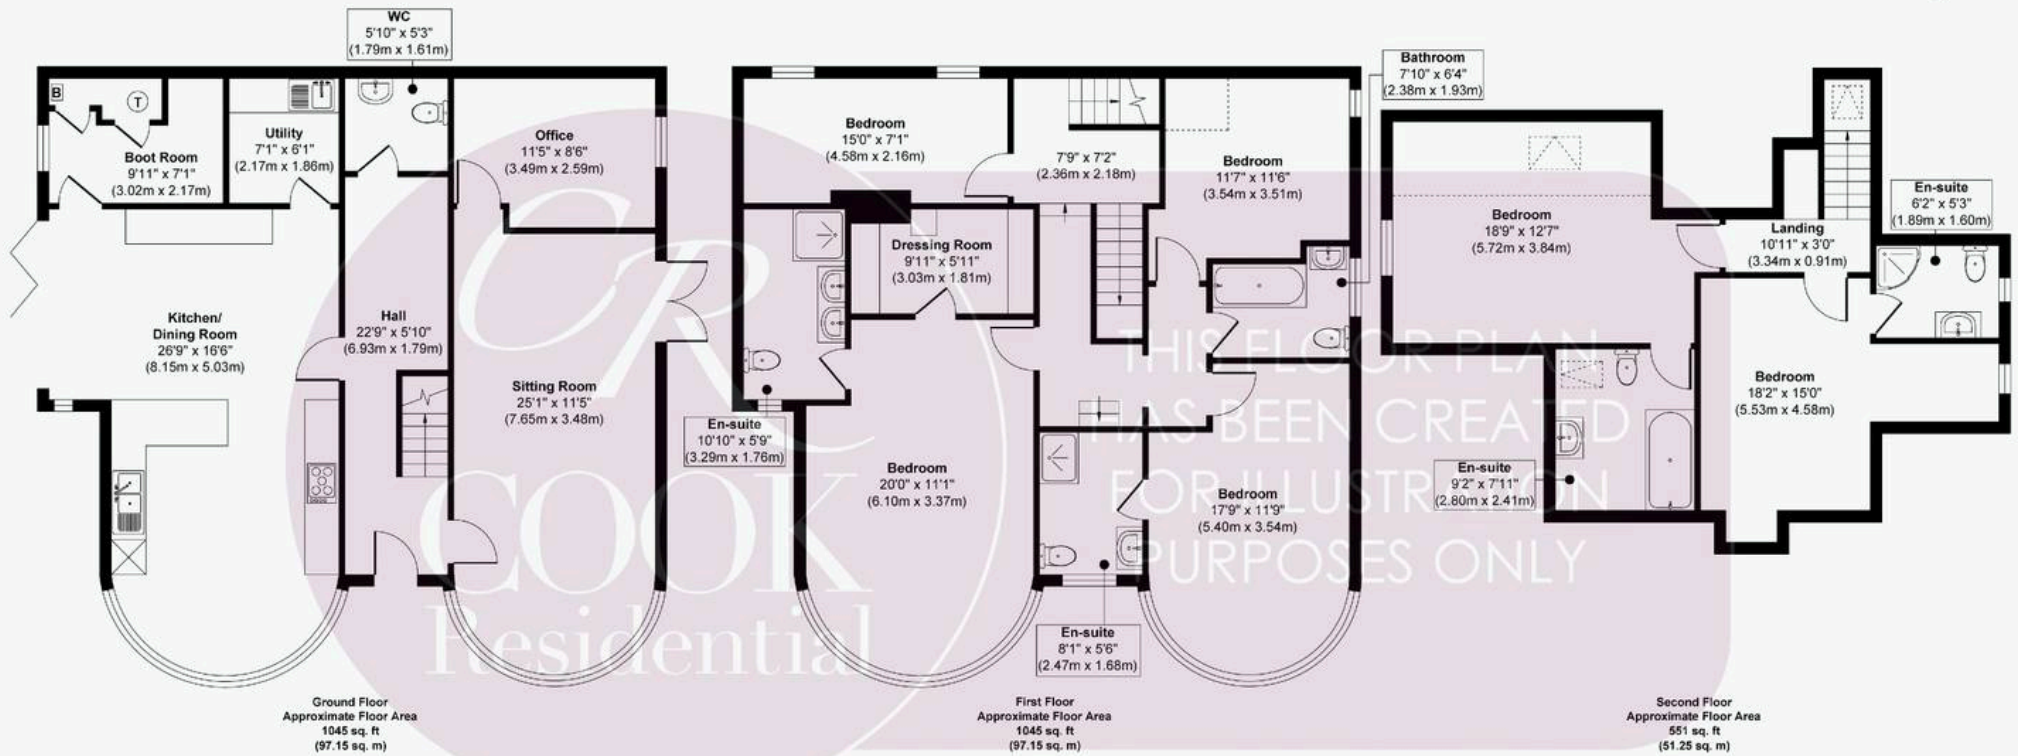 WC
5'10" x 5'3"
(1.79m x 1.61m)
B
T
Boot Room
9'11" x 7'1"
(3.02m x 2.17m)
Utility
7'1" x 6'1"
(2.17m x 1.86m)
Office
11'5" x 8'6"
(3.49m x 2.59m)
Kitchen/
Dining Room
26'9" x 16'6"
(8.15m x 5.03m)
Hall
22'9" x 5'10"
(6.93m x 1.79m)
Sitting Room
25'1" x 11'5"
(7.65m x 3.48m)
Ground Floor
Approximate Floor Area
1045 sq. ft
(97.15 sq. m)
Bedroom
15'0" x 7'1"
(4.58m x 2.16m)
7'9" x 7'2"
(2.36m x 2.18m)
Bedroom
11'7" x 11'6"
(3.54m x 3.51m)
Bathroom
7'10" x 6'4"
(2.38m x 1.93m)
Dressing Room
9'11" x 5'11"
(3.03m x 1.81m)
En-suite
10'10" x 5'9"
(3.29m x 1.76m)
Bedroom
20'0" x 11'1"
(6.10m x 3.37m)
Bedroom
17'9" x 11'9"
(5.40m x 3.54m)
En-suite
8'1" x 5'6"
(2.47m x 1.68m)
First Floor
Approximate Floor Area
1045 sq. ft
(97.15 sq. m)
Bedroom
18'9" x 12'7"
(5.72m x 3.84m)
Landing
10'11" x 3'0"
(3.34m x 0.91m)
En-suite
6'2" x 5'3"
(1.89m x 1.60m)
Bedroom
18'2" x 15'0"
(5.53m x 4.58m)
En-suite
9'2" x 7'11"
(2.80m x 2.41m)
Second Floor
Approximate Floor Area
551 sq. ft
(51.25 sq. m)
CR
COOK
Residential
THIS FLOOR PLAN
HAS BEEN CREATED
FOR ILLUSTRATION
PURPOSES ONLY